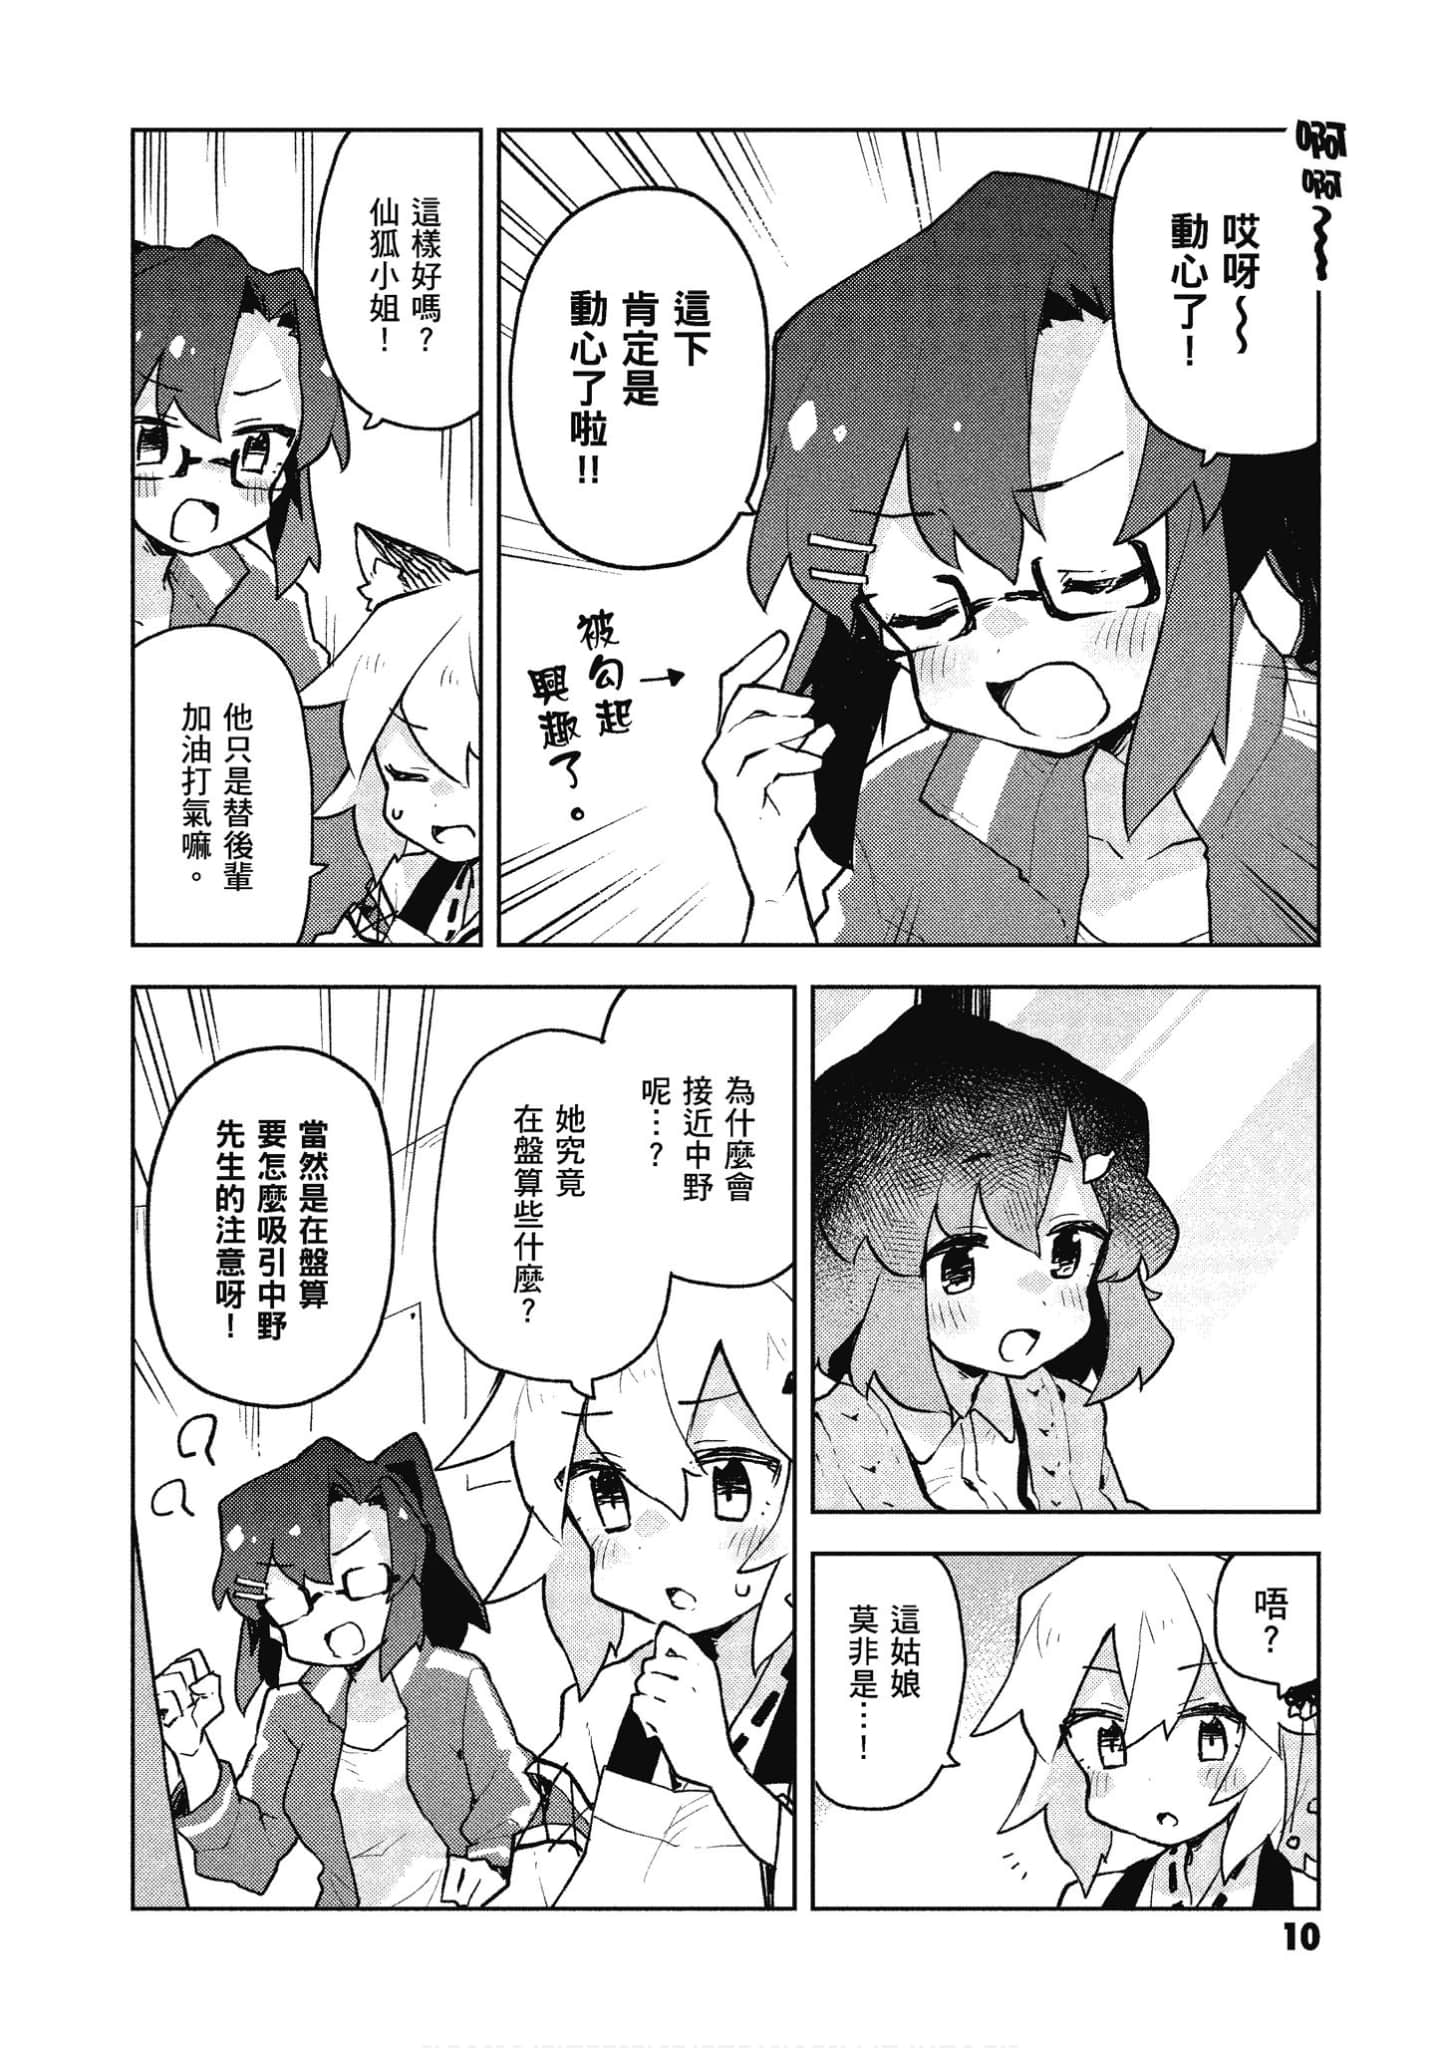 啊啊～
哎呀～
動心了！
這下
肯定是
動心了啦!!
被勾起
興趣了。
這樣好嗎？
仙狐小姐！
他只是替後輩
加油打氣嘛。
唔？
這姑娘
莫非是…！
為什麼會
接近中野
呢…？
她究竟
在盤算些什麼？
當然是在盤算
要怎麼吸引中野
先生的注意呀！
10